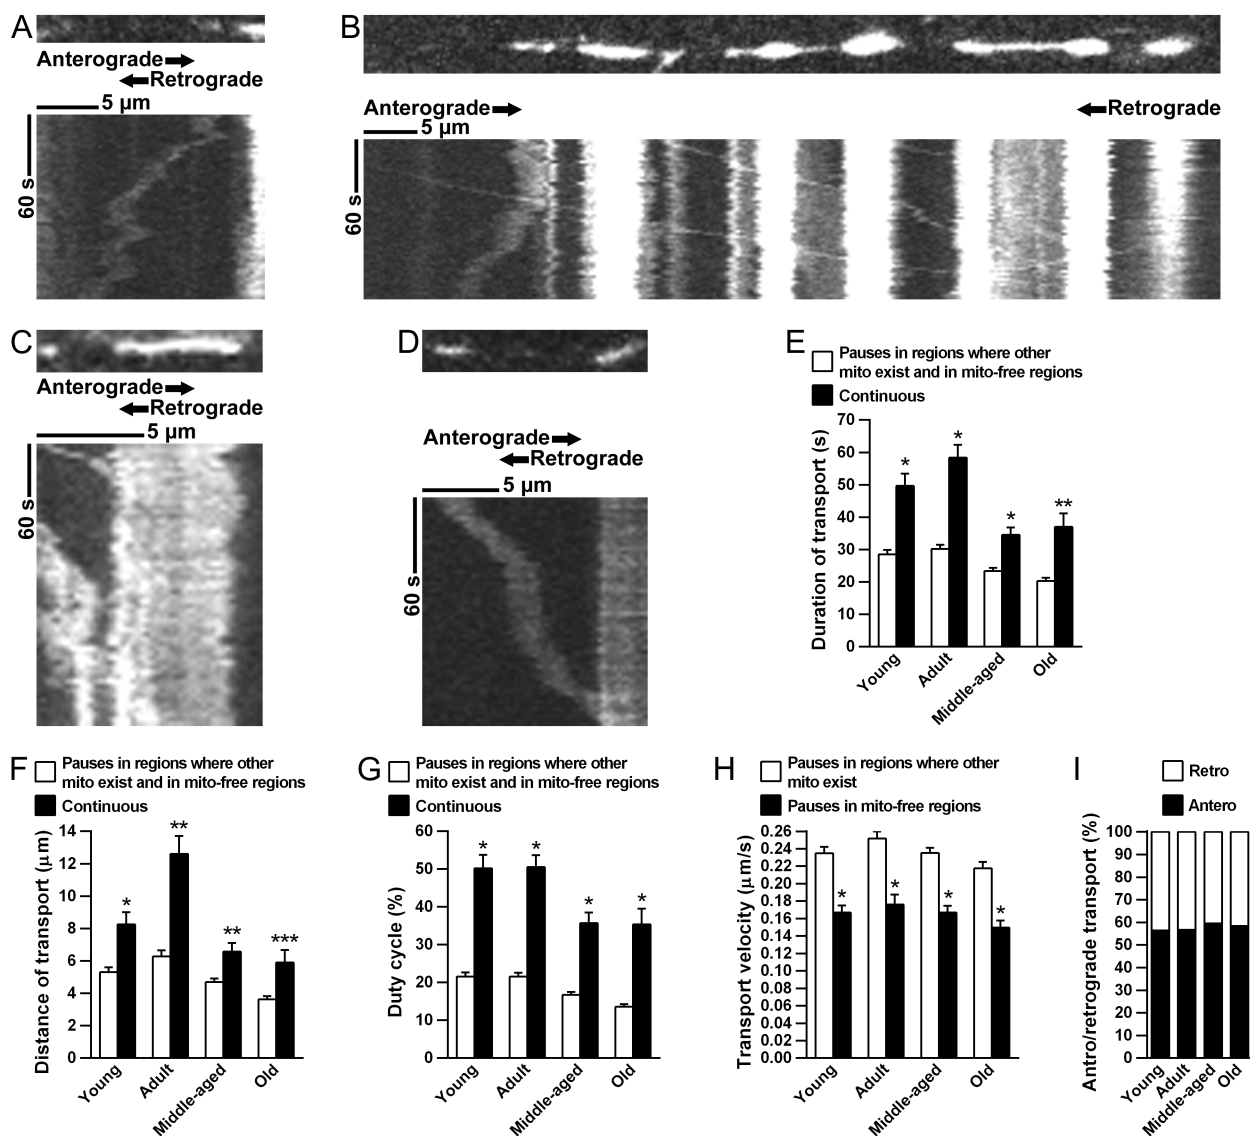 A
Anterograde
Retrograde
5 µm
60 s
B
Anterograde
Retrograde
5 µm
60 s
C
Anterograde
Retrograde
5 µm
60 s
D
Anterograde
Retrograde
5 µm
60 s
E
Pauses in regions where other
mito exist and in mito-free regions
Continuous
Duration of transport (s)
70
60
50
40
30
20
10
0
*
*
*
**
Young
Adult
Middle-aged
Old
F
Pauses in regions where other
mito exist and in mito-free regions
Continuous
Distance of transport (µm)
14
12
10
8
6
4
2
0
*
**
**
***
Young
Adult
Middle-aged
Old
G
Pauses in regions where other
mito exist and in mito-free regions
Continuous
Duty cycle (%)
60
50
40
30
20
10
0
*
*
*
*
Young
Adult
Middle-aged
Old
H
Pauses in regions where other
mito exist
Pauses in mito-free regions
Transport velocity (µm/s)
0.26
0.24
0.22
0.20
0.18
0.16
0.14
0.12
0.10
0.08
0.06
0.04
0.02
0.00
*
*
*
*
Young
Adult
Middle-aged
Old
I
Retro
Antero
Antro/retrograde transport (%)
100
90
80
70
60
50
40
30
20
10
0
Young
Adult
Middle-aged
Old